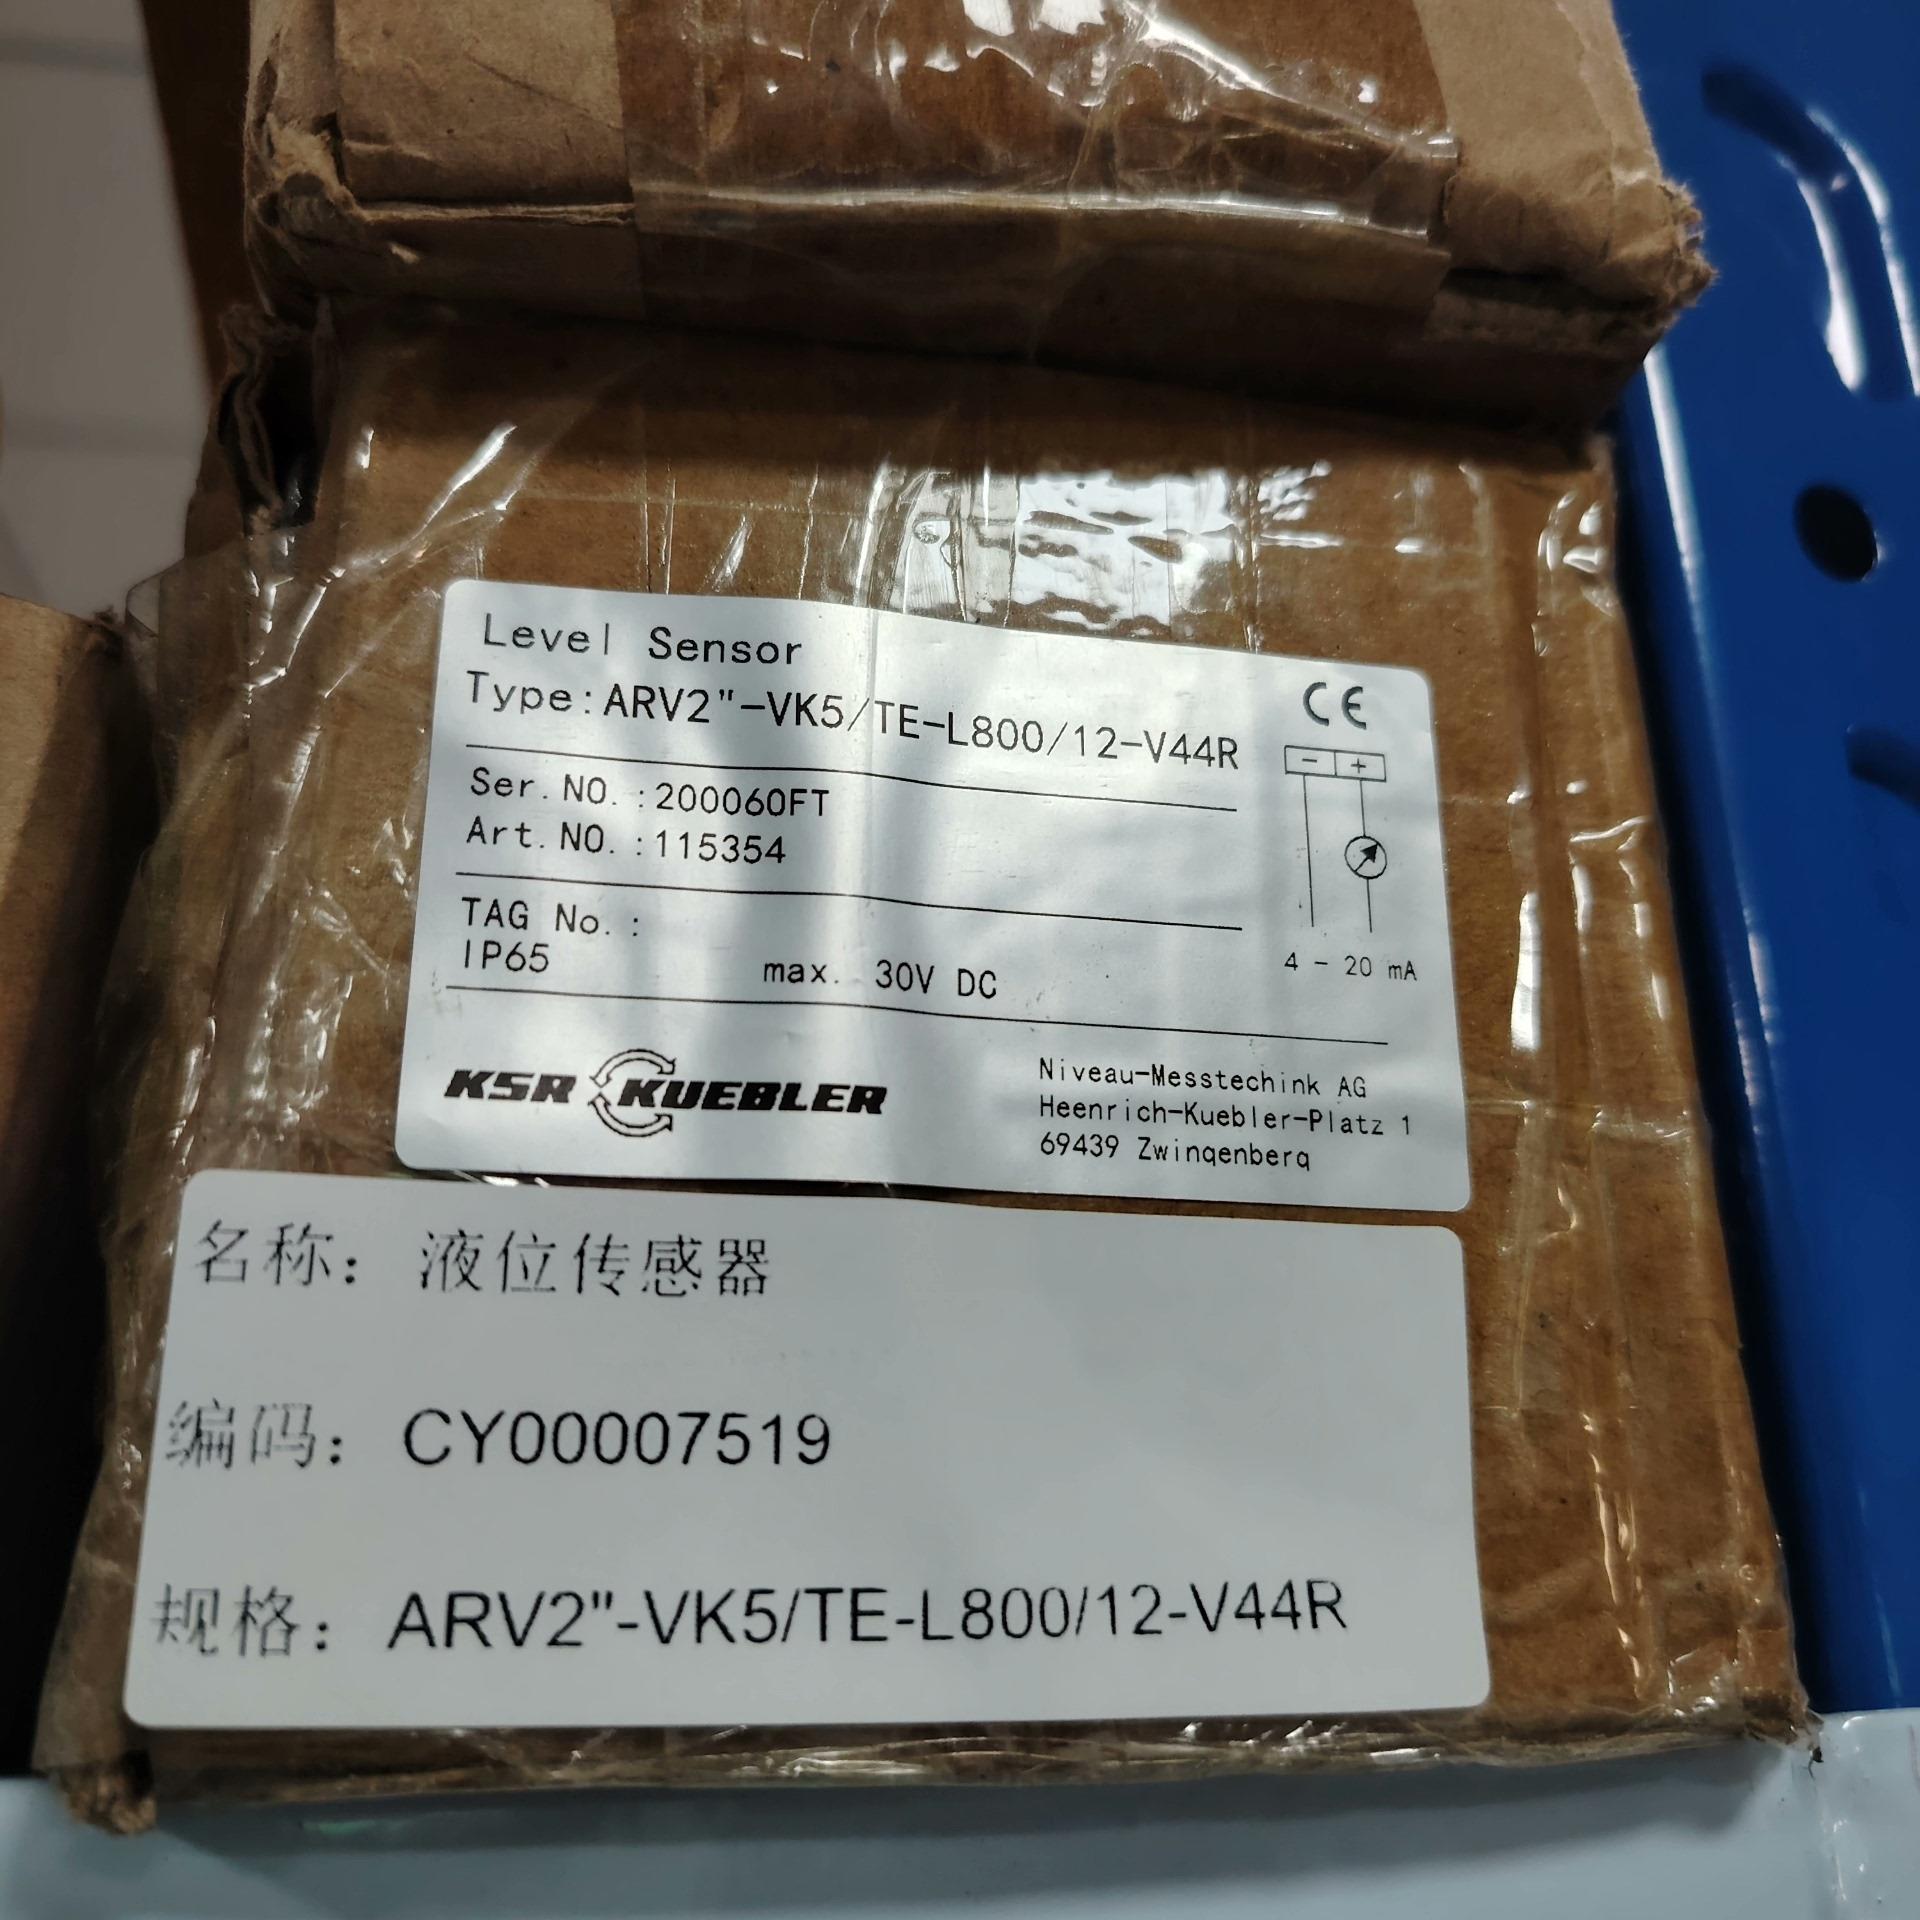 Level Sensor
Type:ARV2"-VK5/TE-L800/12-V44R
CE
- +
Ser.NO.:200060FT
Art.NO.:115354
TAG No.:
IP65 max. 30V DC
4 - 20 mA
KSR KUEBLER
Niveau-Messtechink AG
Heenrich-Kuebler-Platz 1
69439 Zwingenberg
名称：液位传感器
编码：CY00007519
规格：ARV2"-VK5/TE-L800/12-V44R